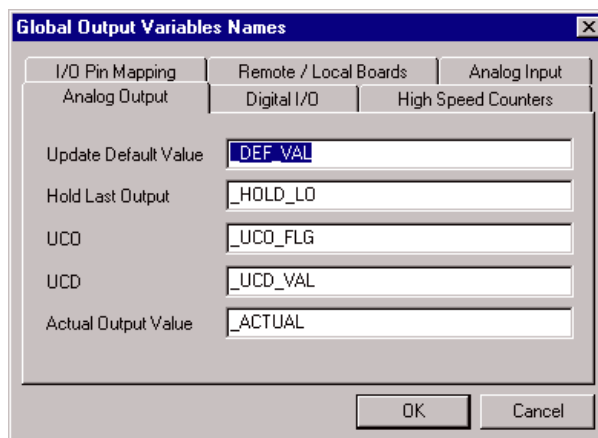 Global Output Variables Names
I/O Pin Mapping Remote / Local Boards Analog Input
Analog Output Digital I/O High Speed Counters
Update Default Value _DEF_VAL
Hold Last Output _HOLD_LO
UCO _UCO_FLG
UCD _UCD_VAL
Actual Output Value _ACTUAL
OK Cancel